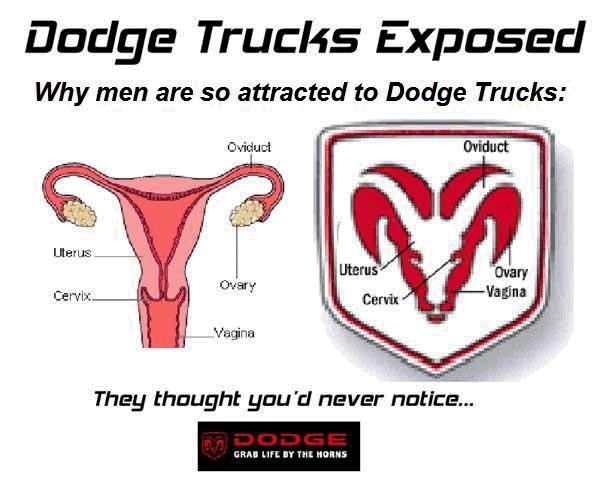 Dodge Trucks Exposed
Why men are so attracted to Dodge Trucks:
Oviduct
Uterus
Ovary
Cervix
Vagina
Oviduct
Uterus
Ovary
Cervix
Vagina
They thought you'd never notice...
DODGE
GRAB LIFE BY THE HORNS